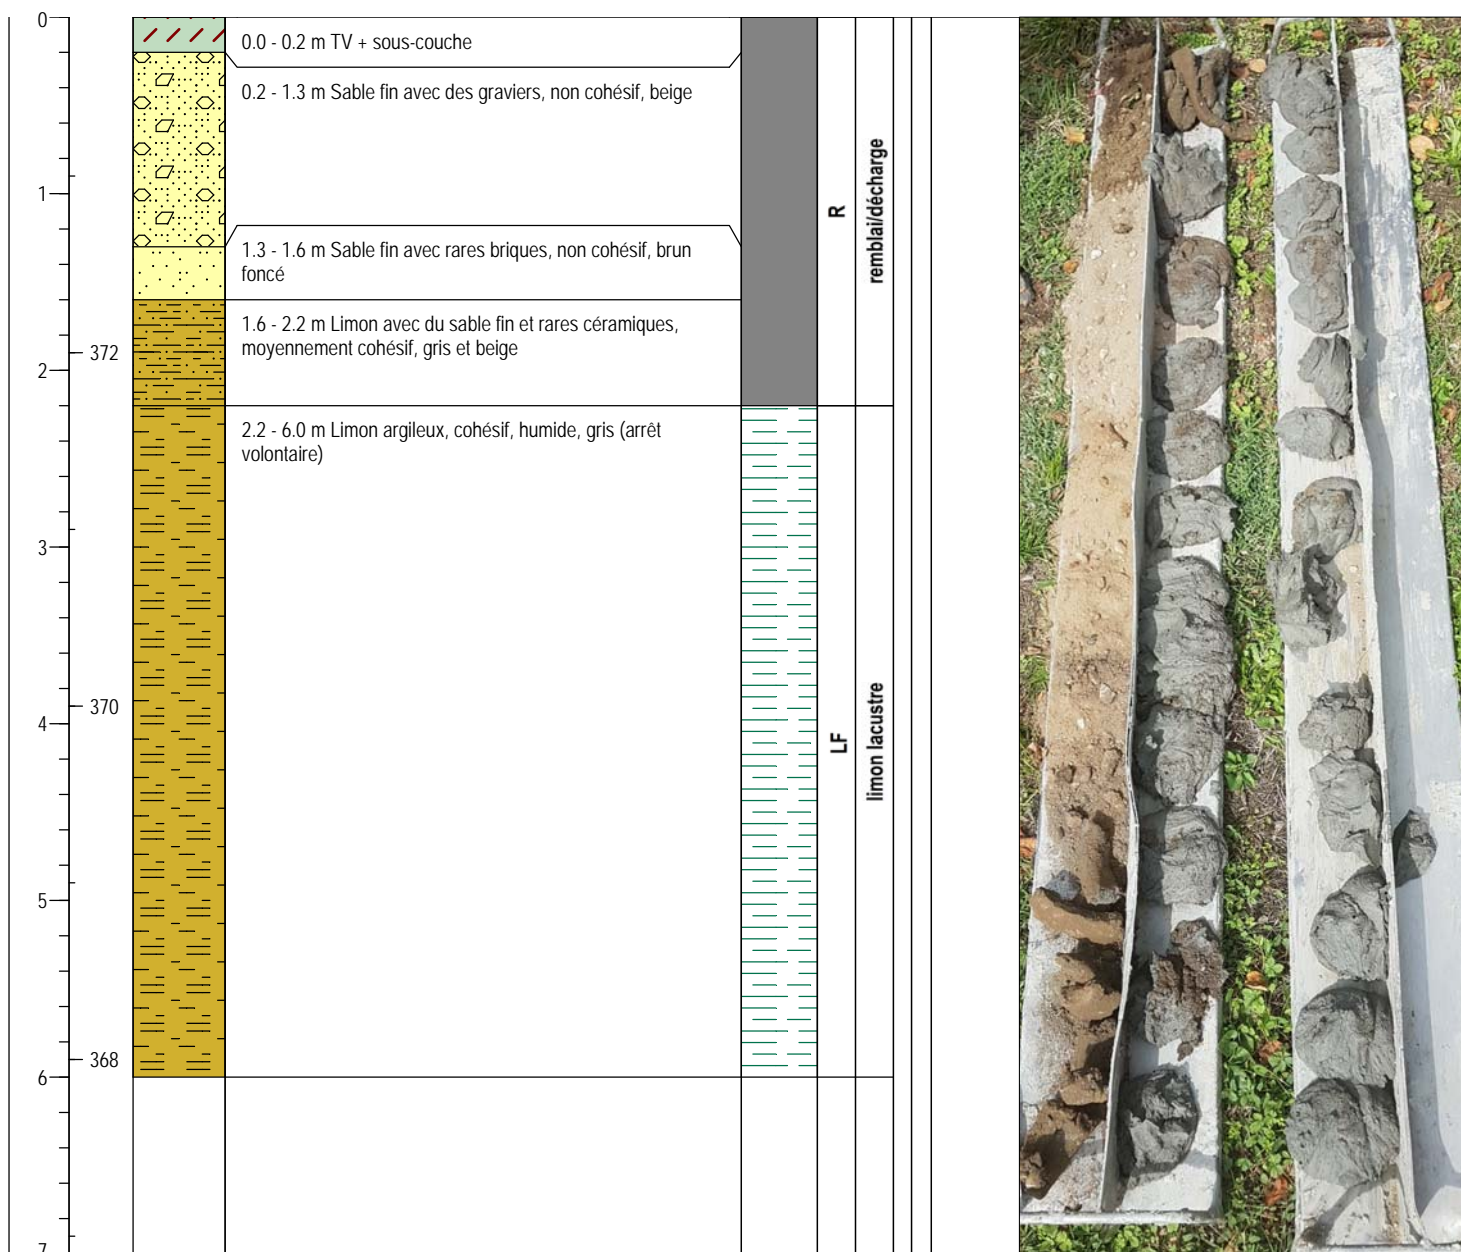 0
0.0 - 0.2 m TV + sous-couche
0.2 - 1.3 m Sable fin avec des graviers, non cohésif, beige
1
R
remblai/décharge
1.3 - 1.6 m Sable fin avec rares briques, non cohésif, brun
foncé
1.6 - 2.2 m Limon avec du sable fin et rares céramiques,
moyennement cohésif, gris et beige
372
2
2.2 - 6.0 m Limon argileux, cohésif, humide, gris (arrêt
volontaire)
3
370
4
LF
limon lacustre
5
368
6
7